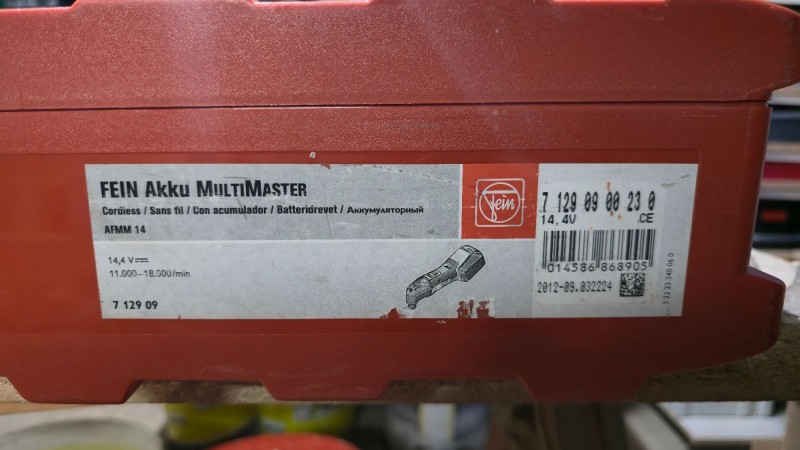 FEIN Akku MULTIMASTER
Cordless / Sans fil / Con acumulador / Batteridrevet / Аккумуляторный
AFMM 14
14,4 V
11.000–18.500/min
7 129 09
Fein
7 129 09 00 23 0
14,4V CE
014586 868905
2012-09.032224